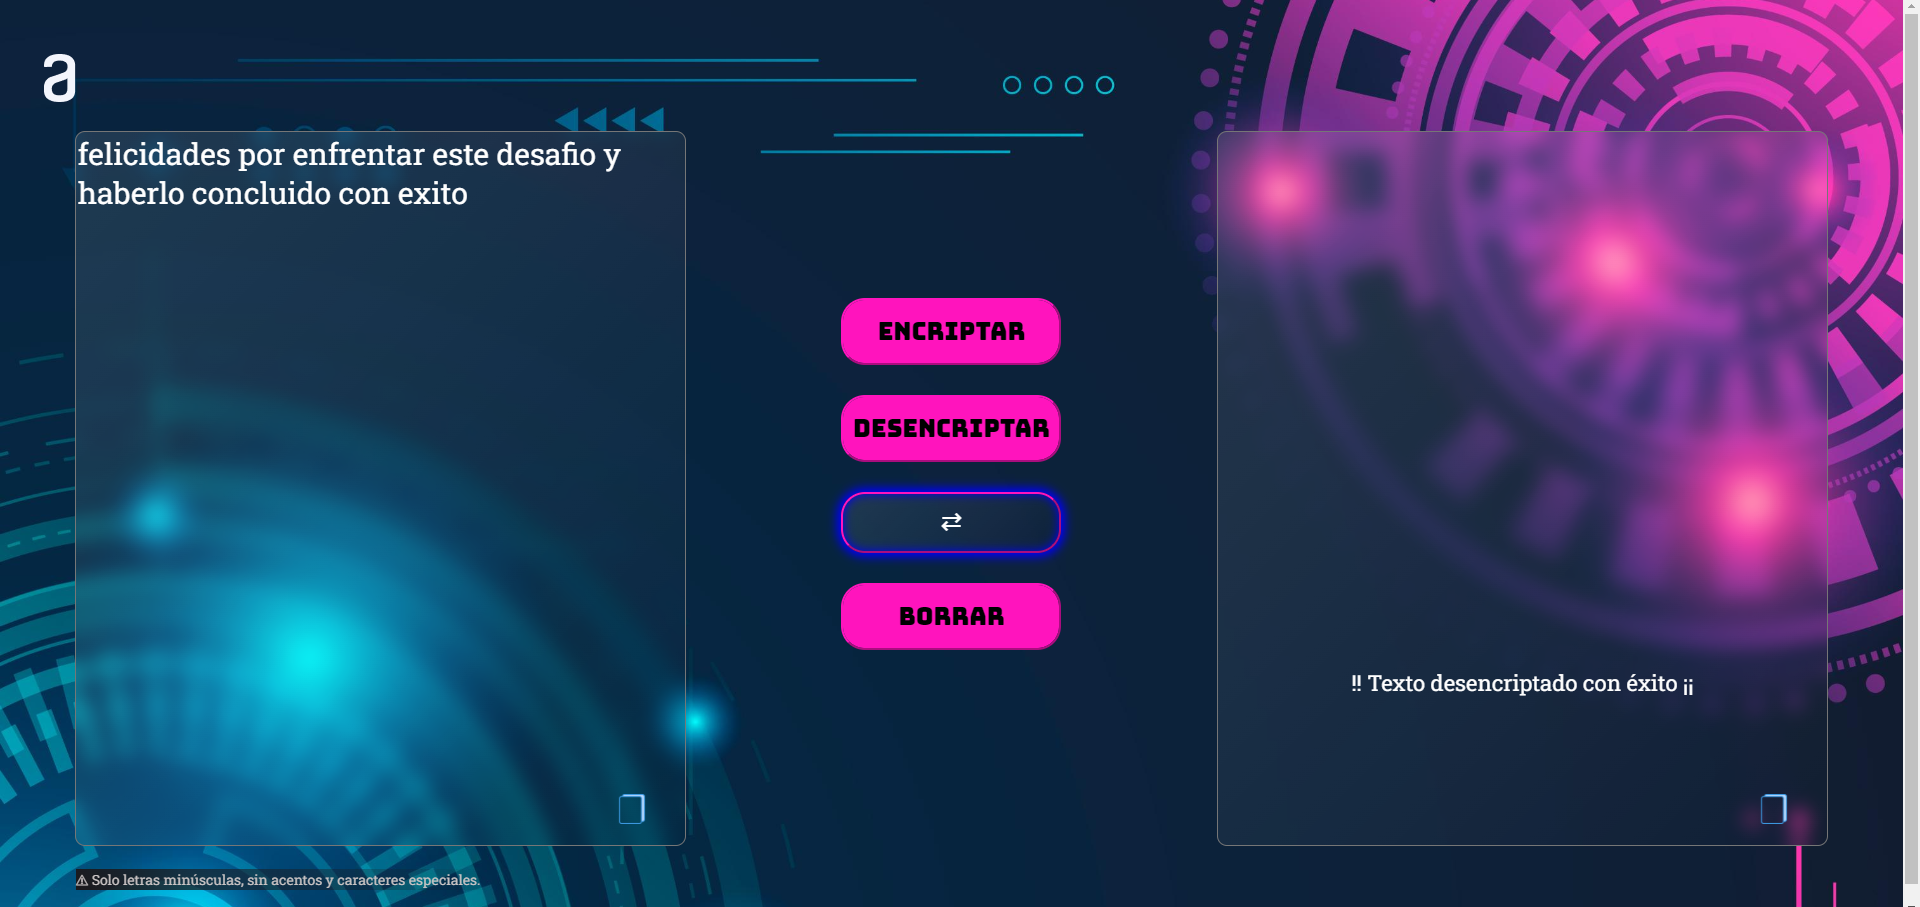 a
felicidades por enfrentar este desafio y
haberlo concluido con exito
ENCRIPTAR
DESENCRIPTAR
⇄
BORRAR
!! Texto desencriptado con éxito ¡¡
⚠ Solo letras minúsculas, sin acentos y caracteres especiales.